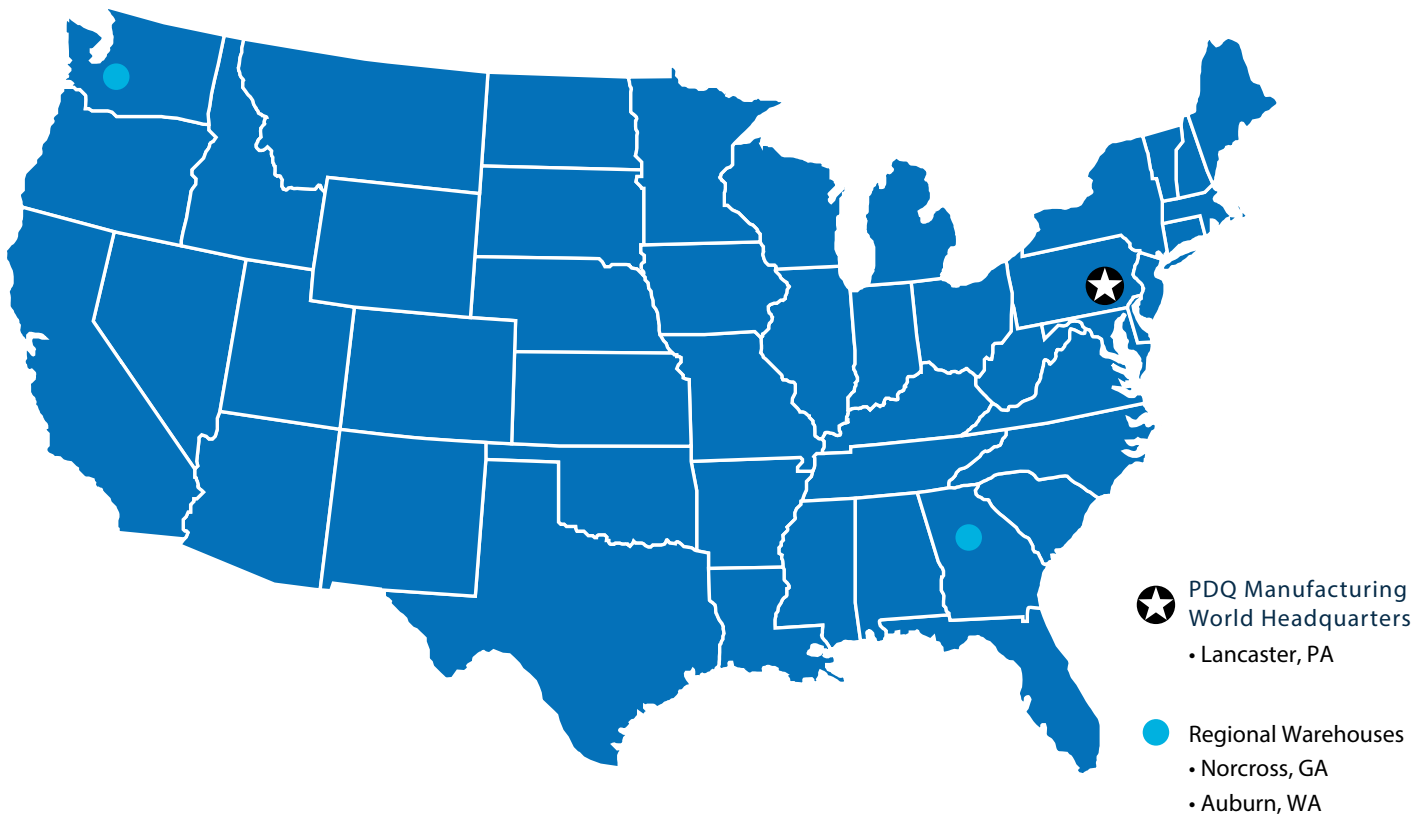 PDQ Manufacturing
World Headquarters
• Lancaster, PA
Regional Warehouses
• Norcross, GA
• Auburn, WA